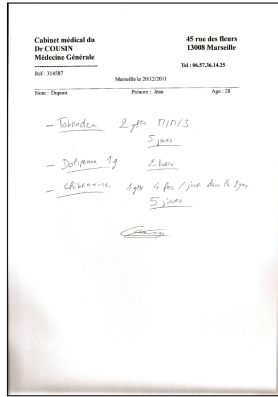 Cabinet médical du
Dr COUSIN
Médecine Générale
45 rue des fleurs
13008 Marseille
Tél : 06.57.36.14.25
Réf : 314587
Marseille le 20/12/2011
Nom : Dupont Prénom : Jean Age : 28
- Tobradex 2 gttes
5 jours
- Doliprane 1g
- Chibroxine 1 gtte 4 fois / jour dans les 2 yeux
5 jours